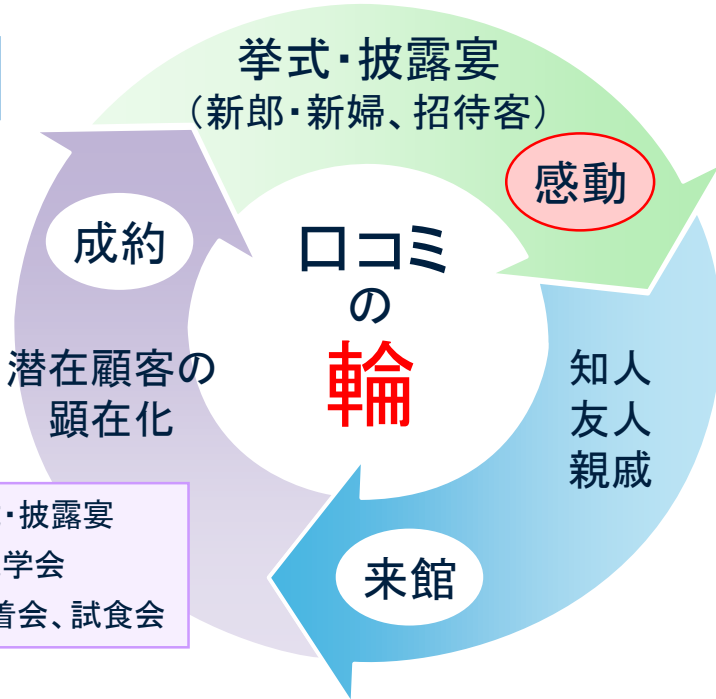 挙式・披露宴
（新郎・新婦、招待客）
感動
成約
口コミ
の
輪
潜在顧客の
顕在化
知人
友人
親戚
・披露宴
学会
着会、試食会
来館